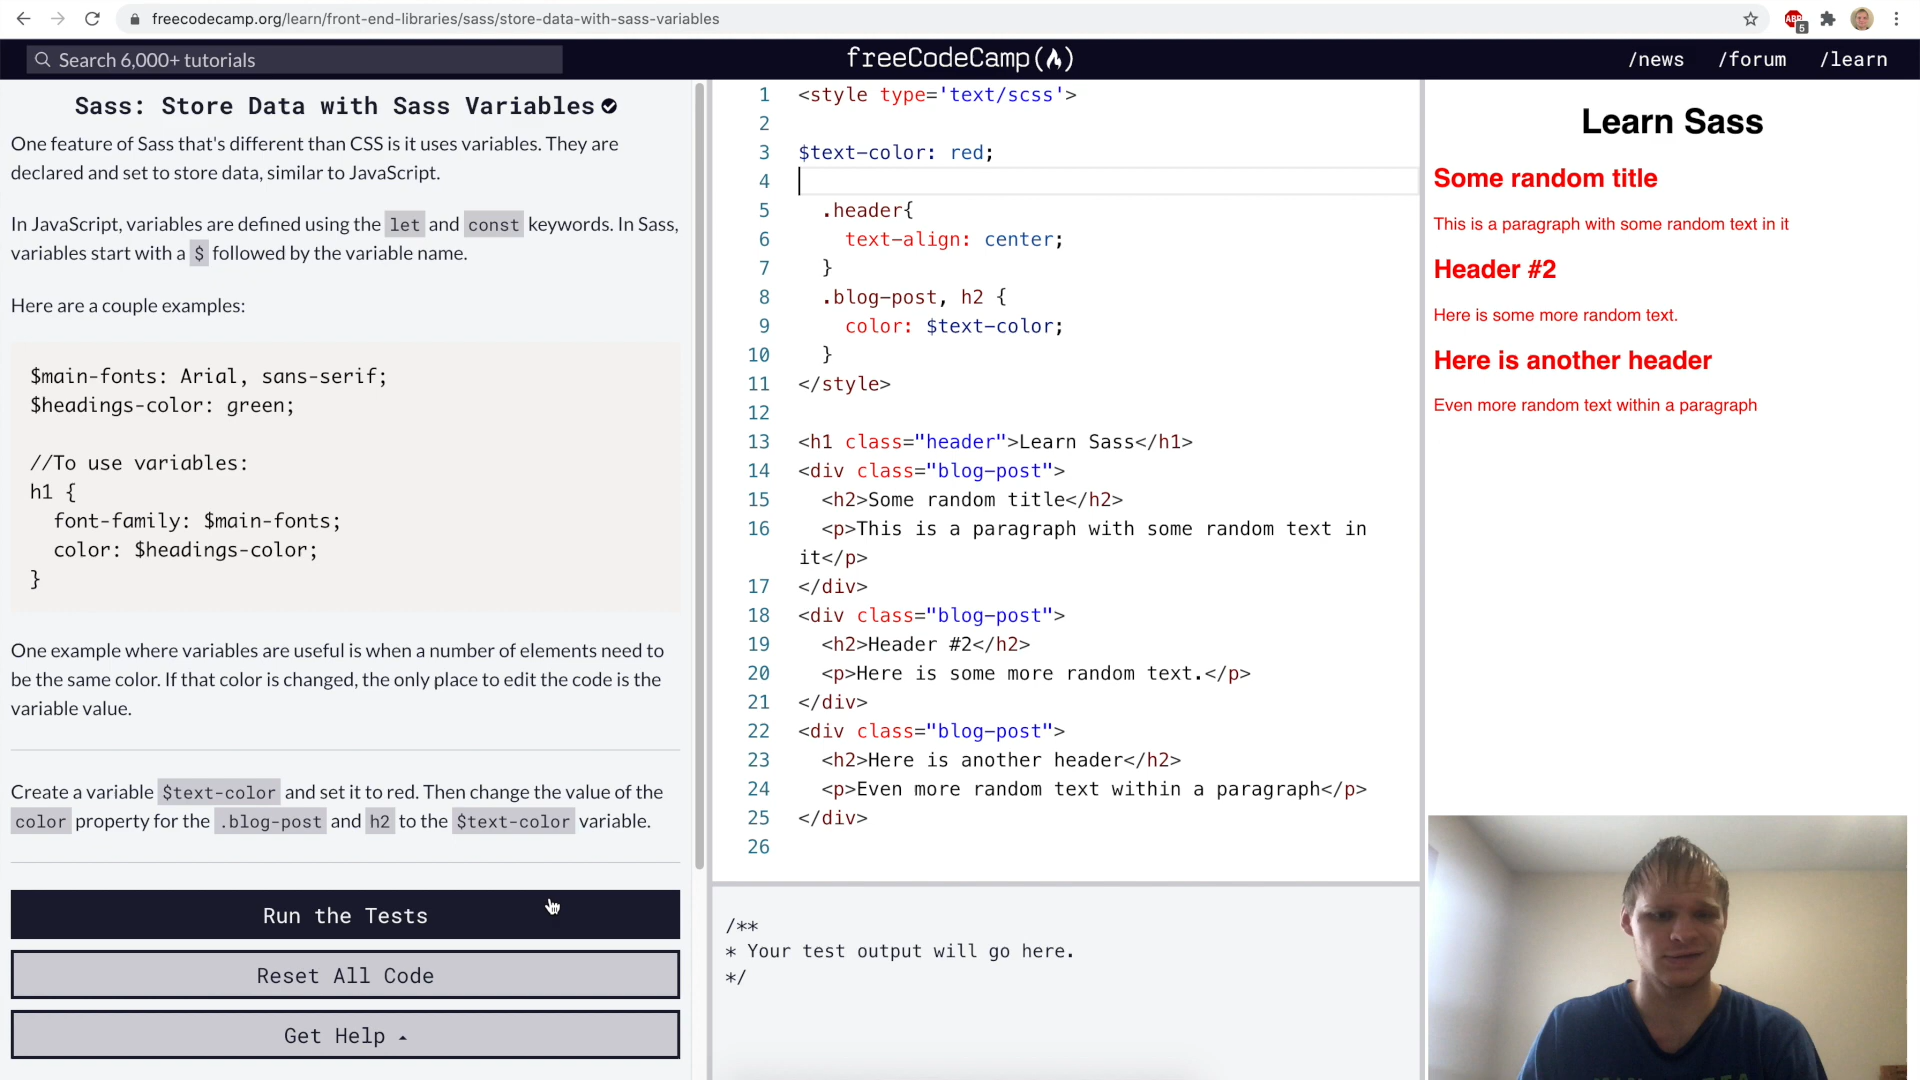 freecodecamp.org/learn/front-end-libraries/sass/store-data-with-sass-variables
ABP
5
Search 6,000+ tutorials
freeCodeCamp
/news
/forum
/learn
Sass: Store Data with Sass Variables
One feature of Sass that's different than CSS is it uses variables. They are
declared and set to store data, similar to JavaScript.
In JavaScript, variables are defined using the let and const keywords. In Sass,
variables start with a $ followed by the variable name.
Here are a couple examples:
$main-fonts: Arial, sans-serif;
$headings-color: green;
//To use variables:
h1 {
font-family: $main-fonts;
color: $headings-color;
}
One example where variables are useful is when a number of elements need to
be the same color. If that color is changed, the only place to edit the code is the
variable value.
Create a variable $text-color and set it to red. Then change the value of the
color property for the .blog-post and h2 to the $text-color variable.
Run the Tests
Reset All Code
Get Help
1 <style type='text/scss'>
2
3 $text-color: red;
4
5 .header{
6 text-align: center;
7 }
8 .blog-post, h2 {
9 color: $text-color;
10 }
11 </style>
12
13 <h1 class="header">Learn Sass</h1>
14 <div class="blog-post">
15 <h2>Some random title</h2>
16 <p>This is a paragraph with some random text in
it</p>
17 </div>
18 <div class="blog-post">
19 <h2>Header #2</h2>
20 <p>Here is some more random text.</p>
21 </div>
22 <div class="blog-post">
23 <h2>Here is another header</h2>
24 <p>Even more random text within a paragraph</p>
25 </div>
26
/**
* Your test output will go here.
*/
Learn Sass
Some random title
This is a paragraph with some random text in it
Header #2
Here is some more random text.
Here is another header
Even more random text within a paragraph